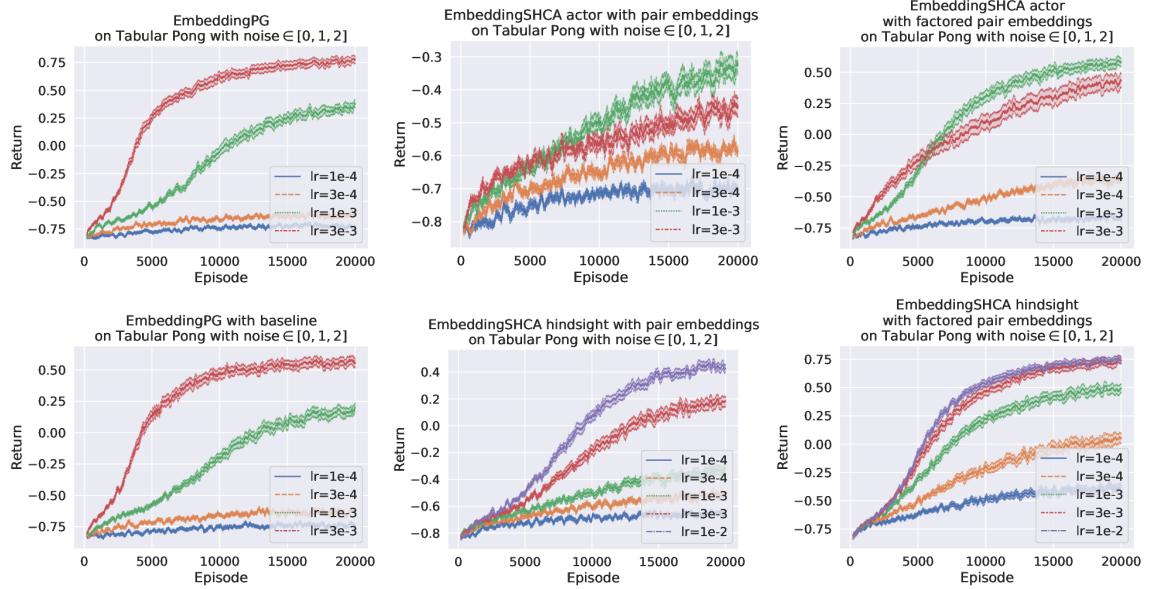 EmbeddingPG
on Tabular Pong with noise ∈ [0, 1, 2]
Return
0.75
0.50
0.25
0.00
−0.25
−0.50
−0.75
lr=1e-4
lr=3e-4
lr=1e-3
lr=3e-3
0 5000 10000 15000 20000
Episode
EmbeddingSHCA actor with pair embeddings
on Tabular Pong with noise ∈ [0, 1, 2]
Return
−0.3
−0.4
−0.5
−0.6
−0.7
−0.8
lr=1e-4
lr=3e-4
lr=1e-3
lr=3e-3
0 5000 10000 15000 20000
Episode
EmbeddingSHCA actor
with factored pair embeddings
on Tabular Pong with noise ∈ [0, 1, 2]
Return
0.50
0.25
0.00
−0.25
−0.50
−0.75
lr=1e-4
lr=3e-4
lr=1e-3
lr=3e-3
0 5000 10000 15000 20000
Episode
EmbeddingPG with baseline
on Tabular Pong with noise ∈ [0, 1, 2]
Return
0.50
0.25
0.00
−0.25
−0.50
−0.75
lr=1e-4
lr=3e-4
lr=1e-3
lr=3e-3
0 5000 10000 15000 20000
Episode
EmbeddingSHCA hindsight with pair embeddings
on Tabular Pong with noise ∈ [0, 1, 2]
Return
0.4
0.2
0.0
−0.2
−0.4
−0.6
−0.8
lr=1e-4
lr=3e-4
lr=1e-3
lr=3e-3
lr=1e-2
0 5000 10000 15000 20000
Episode
EmbeddingSHCA hindsight
with factored pair embeddings
on Tabular Pong with noise ∈ [0, 1, 2]
Return
0.75
0.50
0.25
0.00
−0.25
−0.50
−0.75
lr=1e-4
lr=3e-4
lr=1e-3
lr=3e-3
lr=1e-2
0 5000 10000 15000 20000
Episode